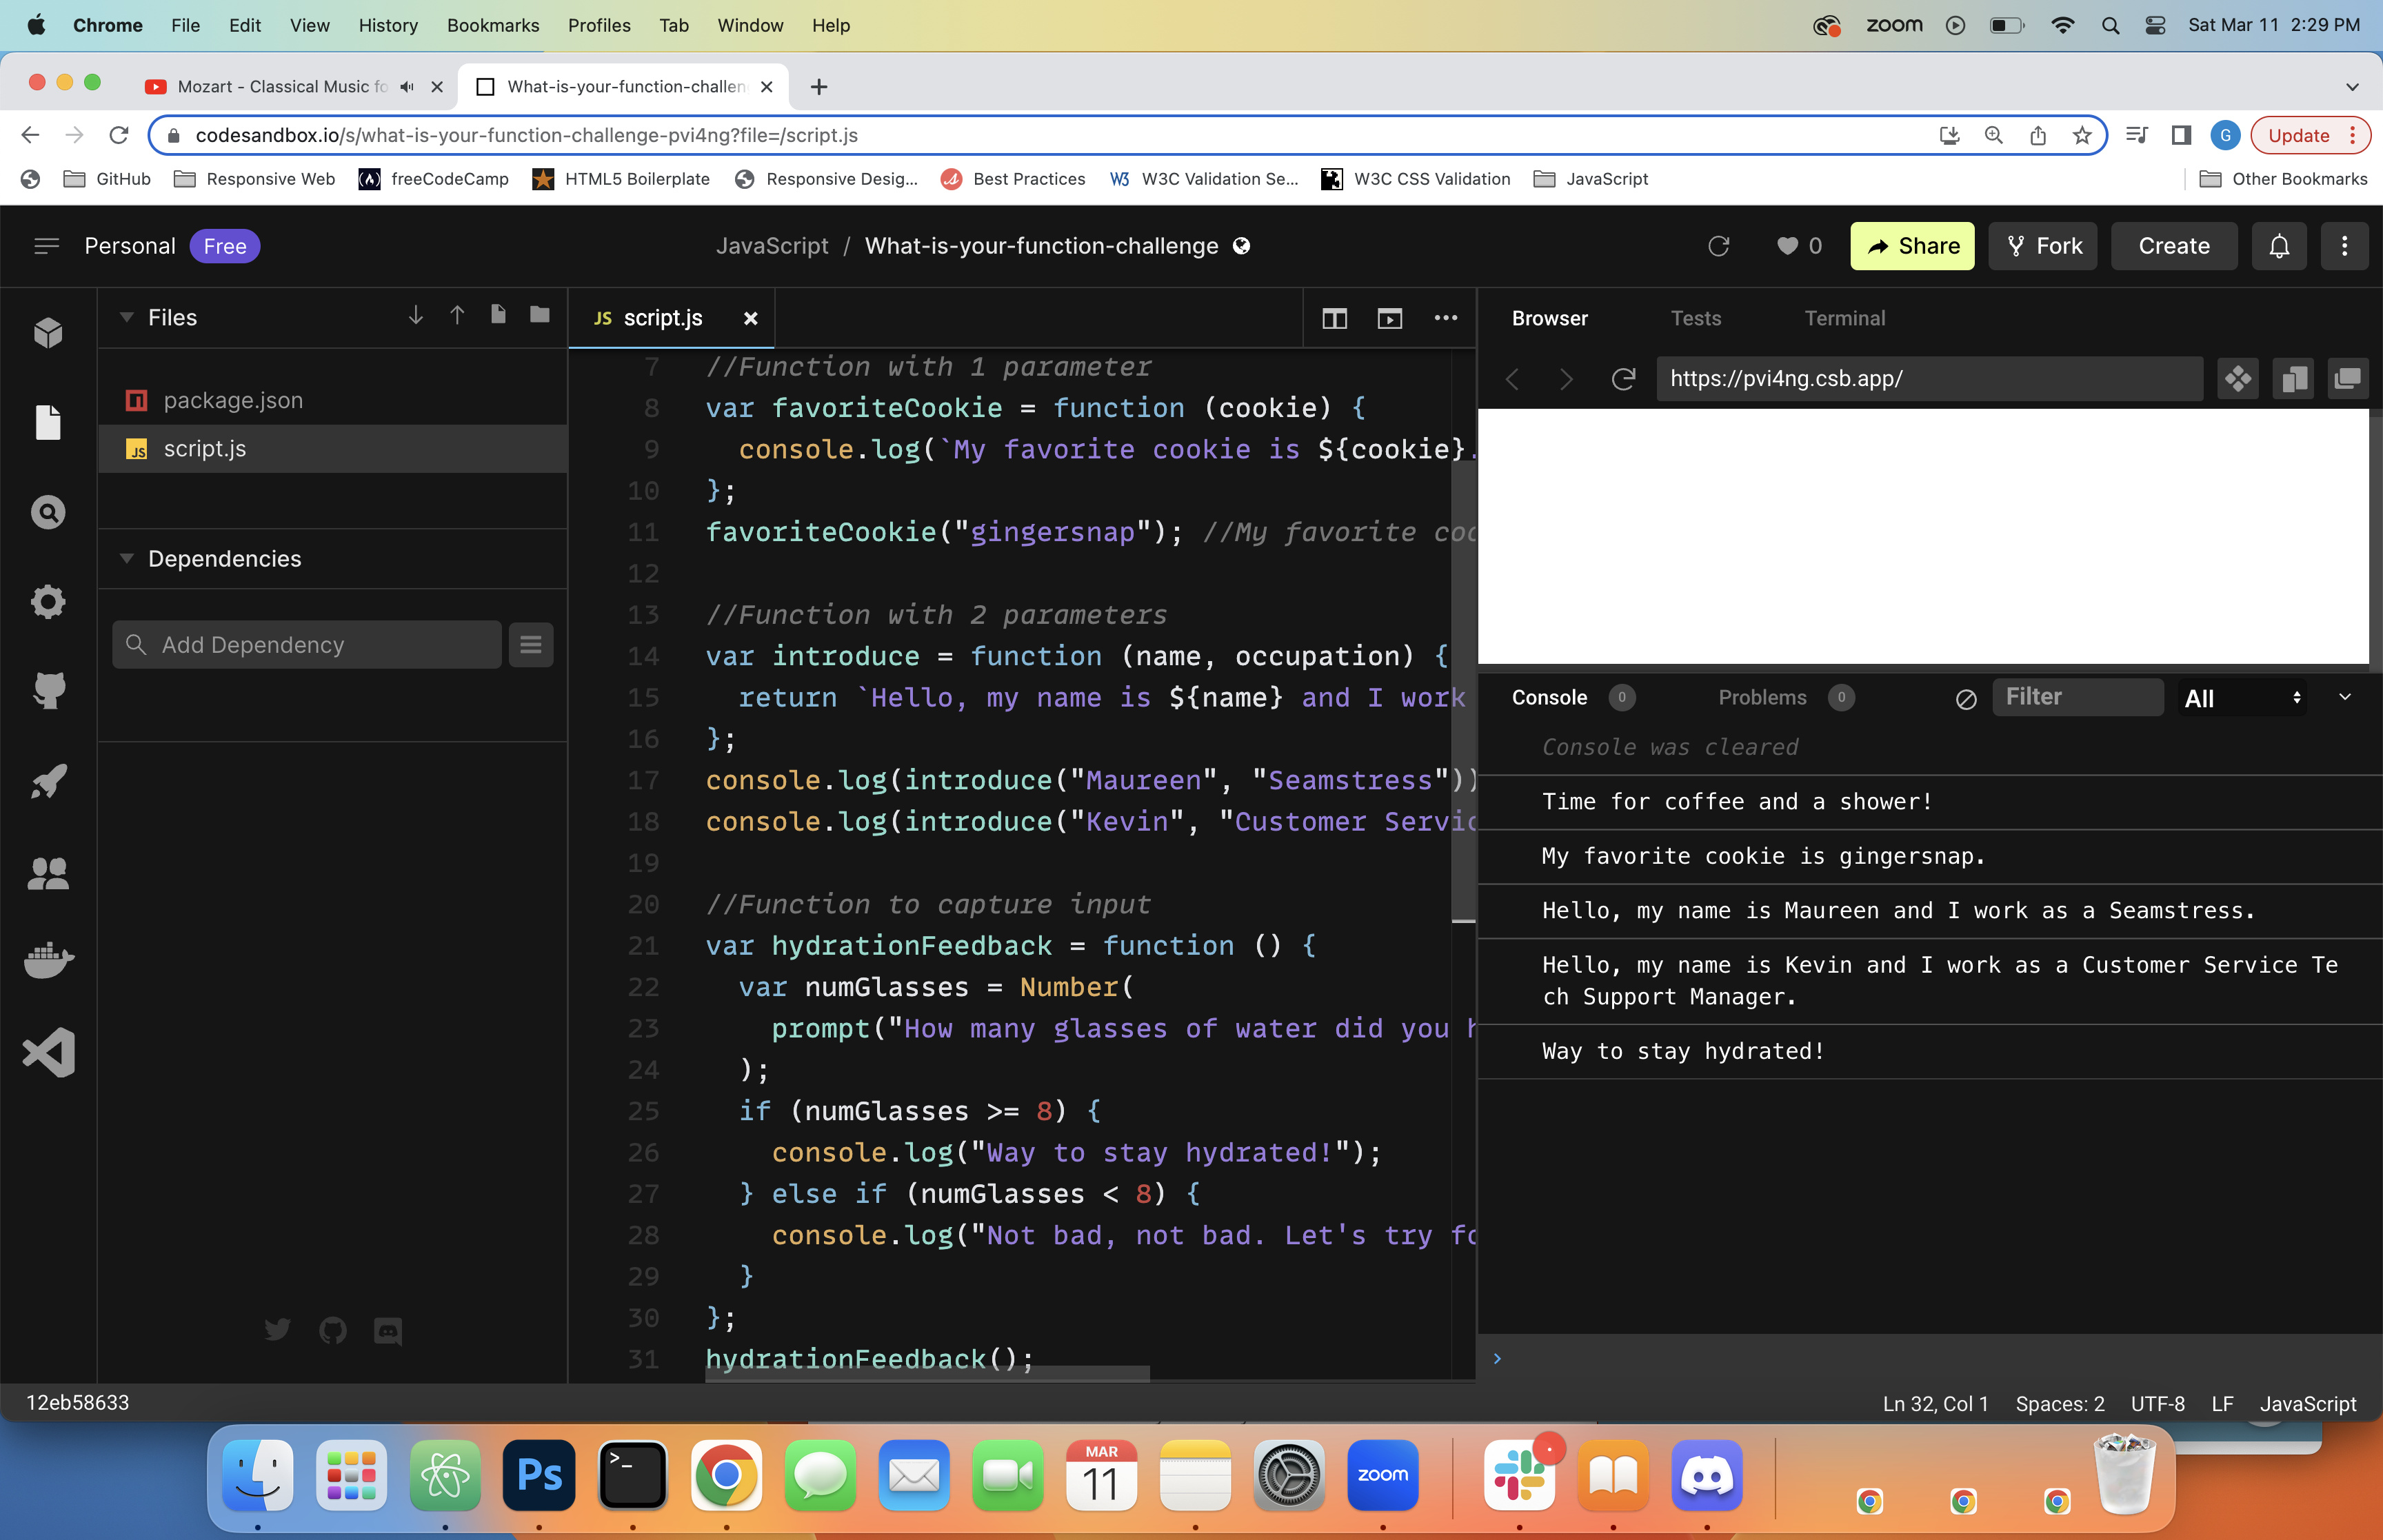 Chrome File Edit View History Bookmarks Profiles Tab Window Help zoom Sat Mar 11 2:29 PM
Mozart - Classical Music fo What-is-your-function-challen
codesandbox.io/s/what-is-your-function-challenge-pvi4ng?file=/script.js G Update
GitHub Responsive Web freeCodeCamp HTML5 Boilerplate Responsive Desig... Best Practices W3 W3C Validation Se... W3C CSS Validation JavaScript Other Bookmarks
Personal Free JavaScript / What-is-your-function-challenge 0 Share Fork Create
Files
package.json
JS script.js
Dependencies
Add Dependency
JS script.js
7 //Function with 1 parameter
8 var favoriteCookie = function (cookie) {
9 console.log(`My favorite cookie is ${cookie}.
10 };
11 favoriteCookie("gingersnap"); //My favorite coo
12
13 //Function with 2 parameters
14 var introduce = function (name, occupation) {
15 return `Hello, my name is ${name} and I work
16 };
17 console.log(introduce("Maureen", "Seamstress"))
18 console.log(introduce("Kevin", "Customer Servic
19
20 //Function to capture input
21 var hydrationFeedback = function () {
22 var numGlasses = Number(
23 prompt("How many glasses of water did you h
24 );
25 if (numGlasses >= 8) {
26 console.log("Way to stay hydrated!");
27 } else if (numGlasses < 8) {
28 console.log("Not bad, not bad. Let's try fo
29 }
30 };
31 hydrationFeedback();
Browser Tests Terminal
https://pvi4ng.csb.app/
Console 0 Problems 0 Filter All
Console was cleared
Time for coffee and a shower!
My favorite cookie is gingersnap.
Hello, my name is Maureen and I work as a Seamstress.
Hello, my name is Kevin and I work as a Customer Service Te
ch Support Manager.
Way to stay hydrated!
12eb58633 Ln 32, Col 1 Spaces: 2 UTF-8 LF JavaScript
Ps >_ MAR 11 zoom